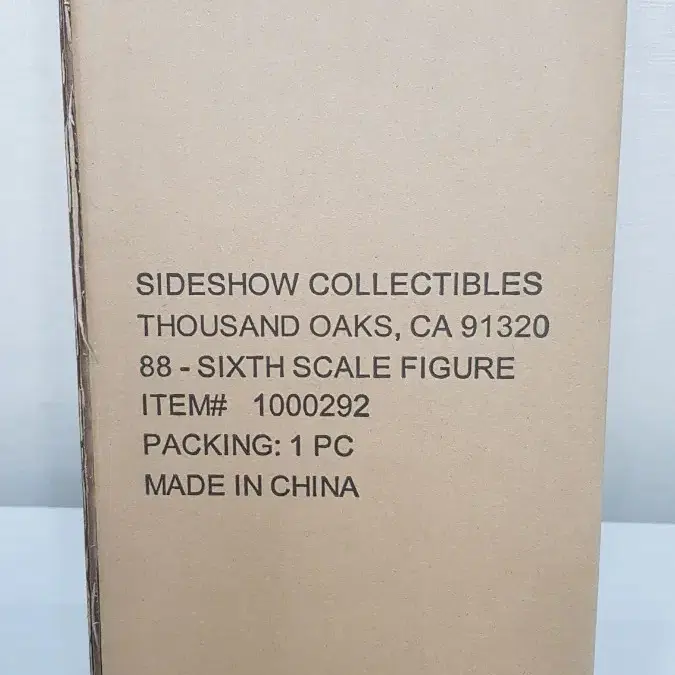 SIDESHOW COLLECTIBLES
THOUSAND OAKS, CA 91320
88 - SIXTH SCALE FIGURE
ITEM# 1000292
PACKING: 1 PC
MADE IN CHINA